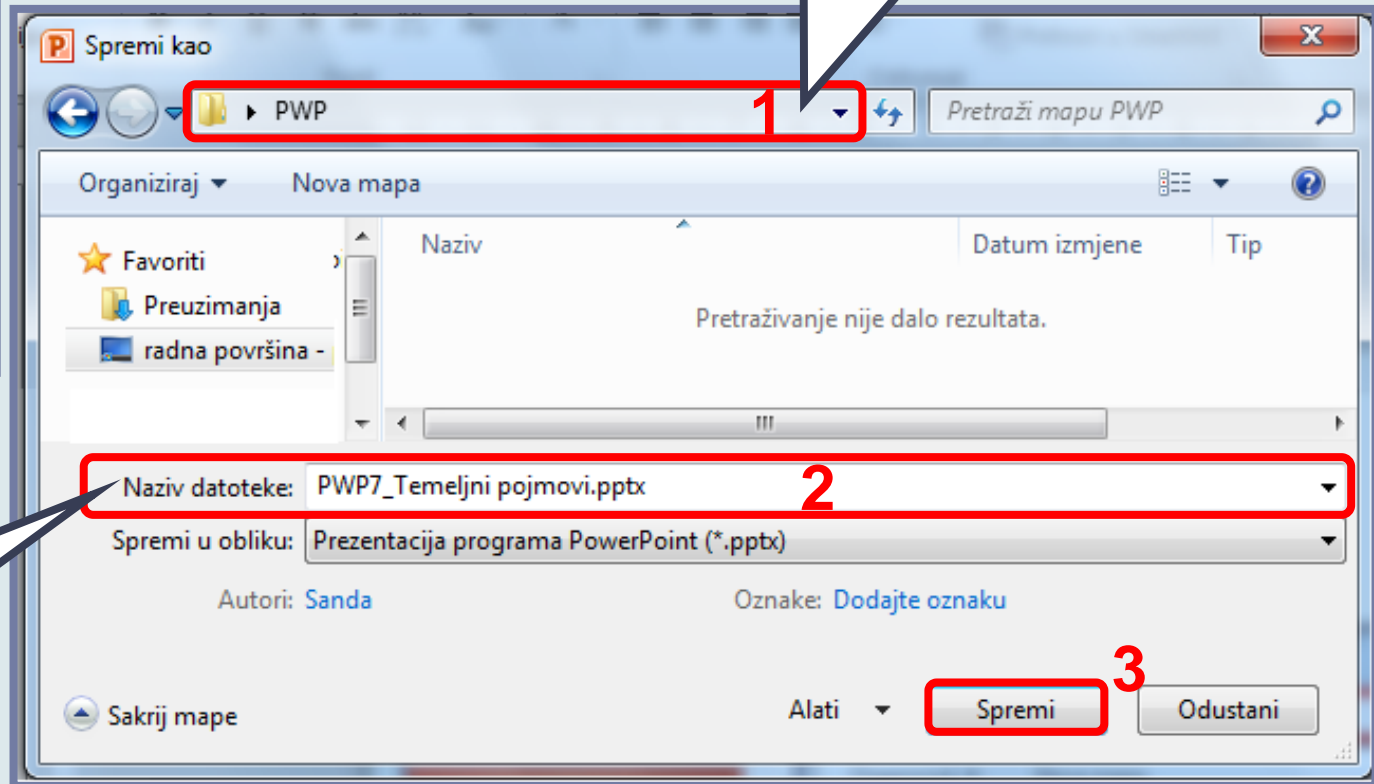 Spremi kao
PWP 1 Pretraži mapu PWP
Organiziraj Nova mapa
Naziv Datum izmjene Tip
Favoriti
Preuzimanja
radna površina -
Pretraživanje nije dalo rezultata.
Naziv datoteke: PWP7_Temeljni pojmovi.pptx 2
Spremi u obliku: Prezentacija programa PowerPoint (*.pptx)
Autori: Sanda Oznake: Dodajte oznaku
3
Sakrij mape Alati Spremi Odustani